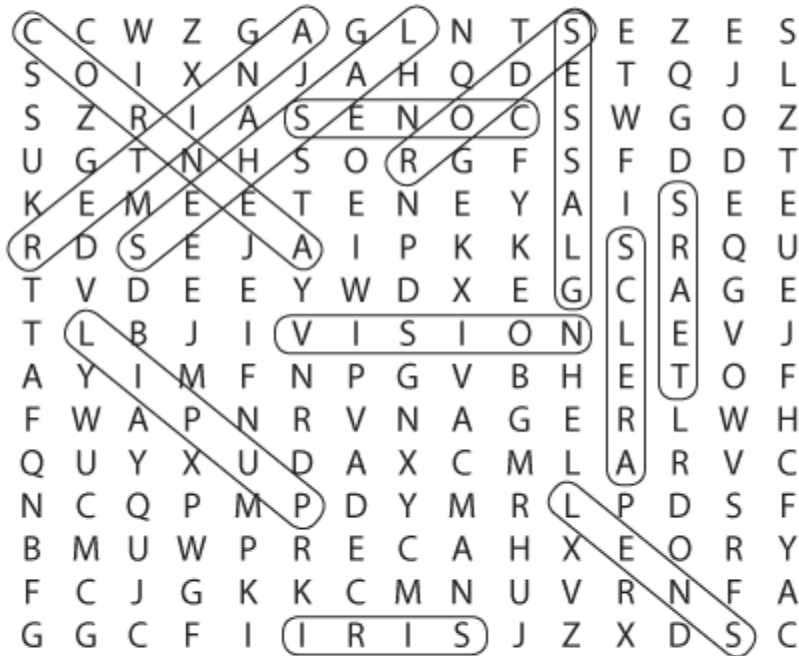 C C W Z G A G L N T S E Z E S
S O I X N J A H Q D E T Q J L
S Z R I A S E N O C S W G O Z
U G T N H S O R G F S F D D T
K E M E E T E N E Y A I S E E
R D S E J A I P K K L S R Q U
T V D E E Y W D X E G C A G E
T L B J I V I S I O N L E V J
A Y I M F N P G V B H E T O F
F W A P N R V N A G E R L W H
Q U Y X U D A X C M L A R V C
N C Q P M P D Y M R L P D S F
B M U W P R E C A H X E O R Y
F C J G K K C M N U V R N F A
G G C F I I R I S J Z X D S C